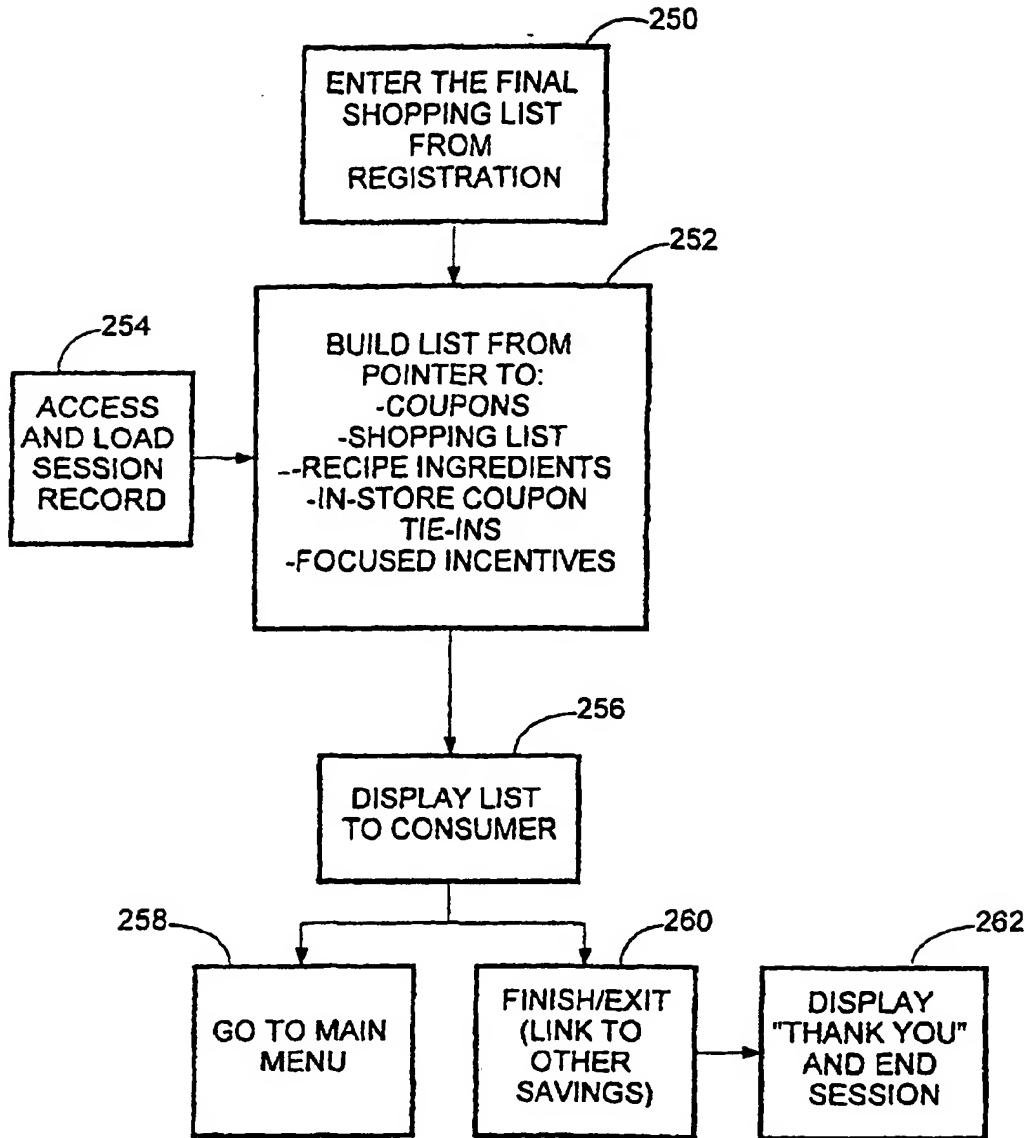 250
ENTER THE FINAL
SHOPPING LIST
FROM
REGISTRATION
252
254
BUILD LIST FROM
POINTER TO:
-COUPONS
-SHOPPING LIST
--RECIPE INGREDIENTS
-IN-STORE COUPON
TIE-INS
-FOCUSED INCENTIVES
ACCESS
AND LOAD
SESSION
RECORD
256
DISPLAY LIST
TO CONSUMER
258
260
262
GO TO MAIN
MENU
FINISH/EXIT
(LINK TO
OTHER
SAVINGS)
DISPLAY
"THANK YOU"
AND END
SESSION